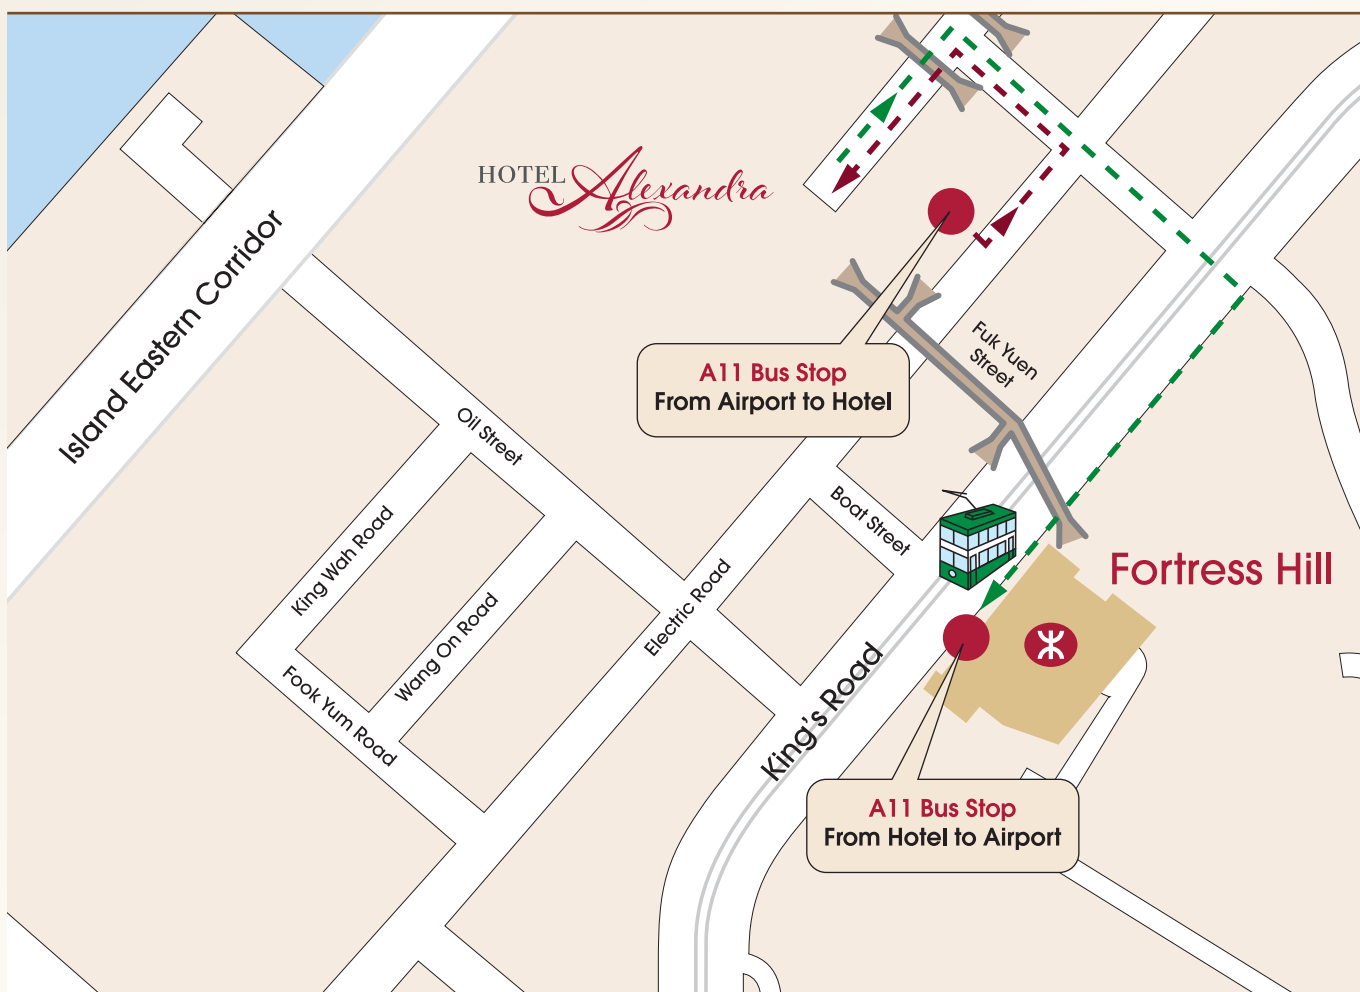 HOTEL Alexandra
Island Eastern Corridor
A11 Bus Stop
From Airport to Hotel
Fuk Yuen
Street
Oil Street
Boat Street
King Wah Road
Wang On Road
Electric Road
Fook Yum Road
King's Road
Fortress Hill
A11 Bus Stop
From Hotel to Airport